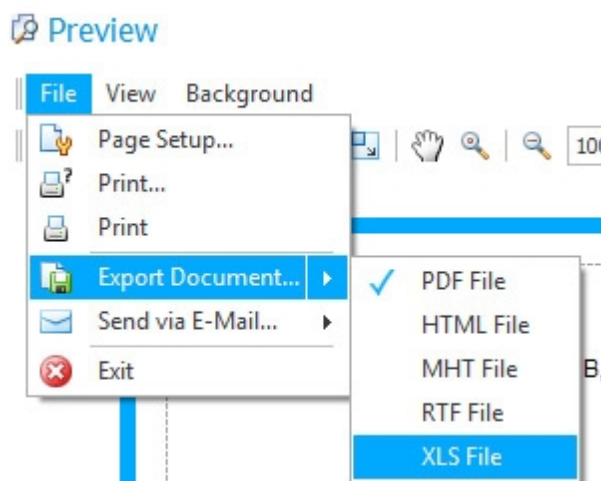 Preview
File View Background
Page Setup...
Print...
Print
Export Document...
Send via E-Mail...
Exit
PDF File
HTML File
MHT File
RTF File
XLS File